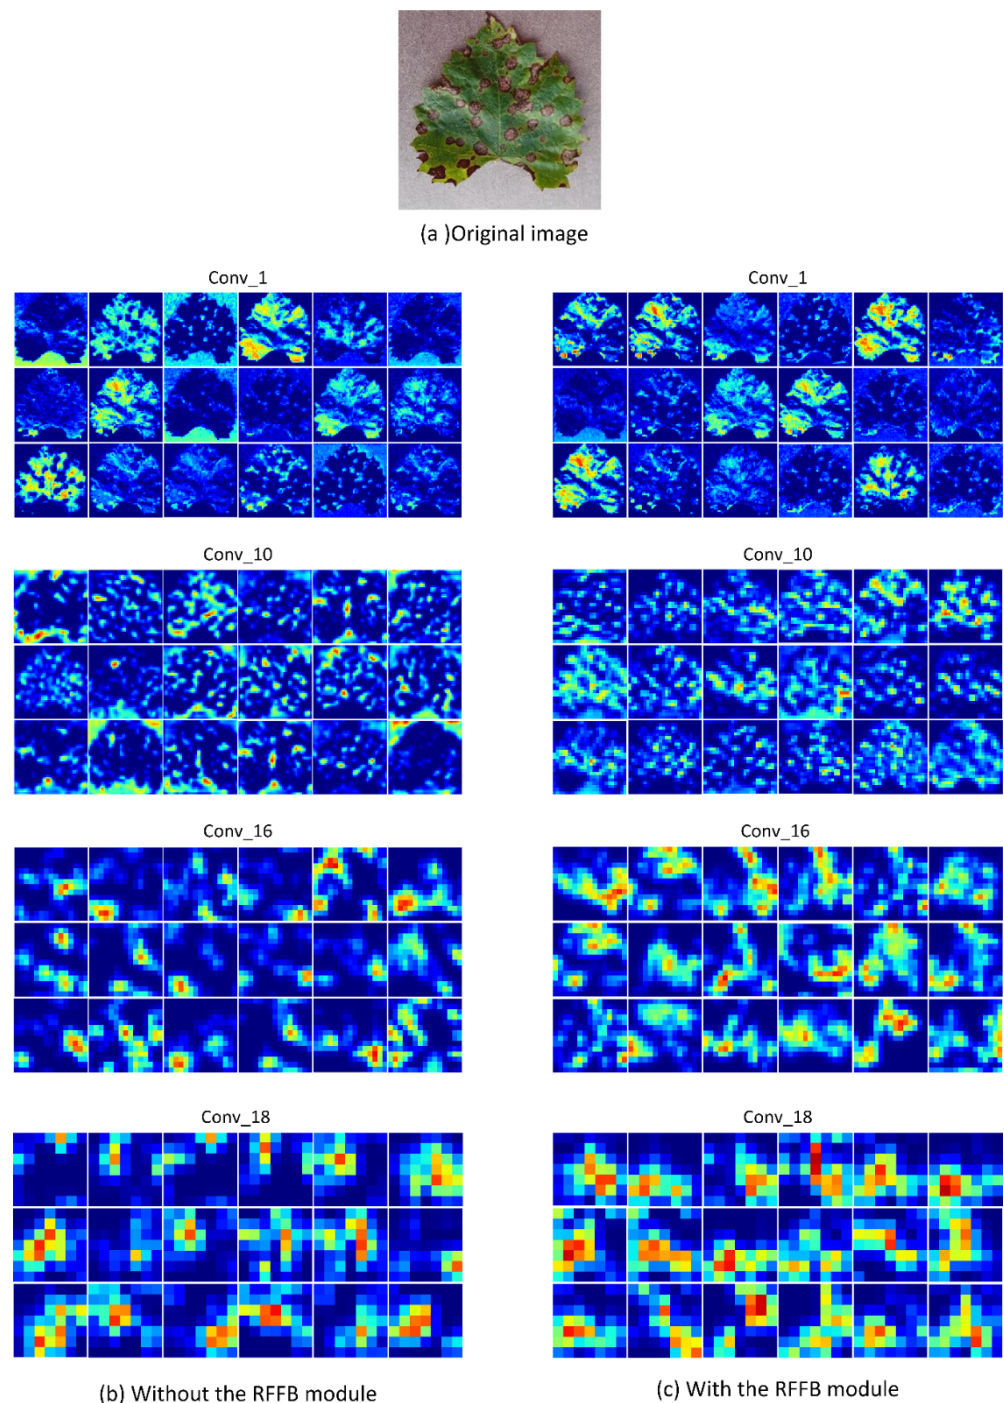 (a )Original image
Conv_1
Conv_1
Conv_10
Conv_10
Conv_16
Conv_16
Conv_18
Conv_18
(b) Without the RFFB module
(c) With the RFFB module